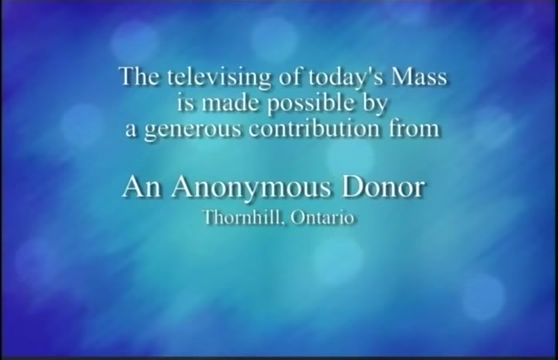 The televising of today's Mass
is made possible by
a generous contribution from
An Anonymous Donor
Thornhill, Ontario